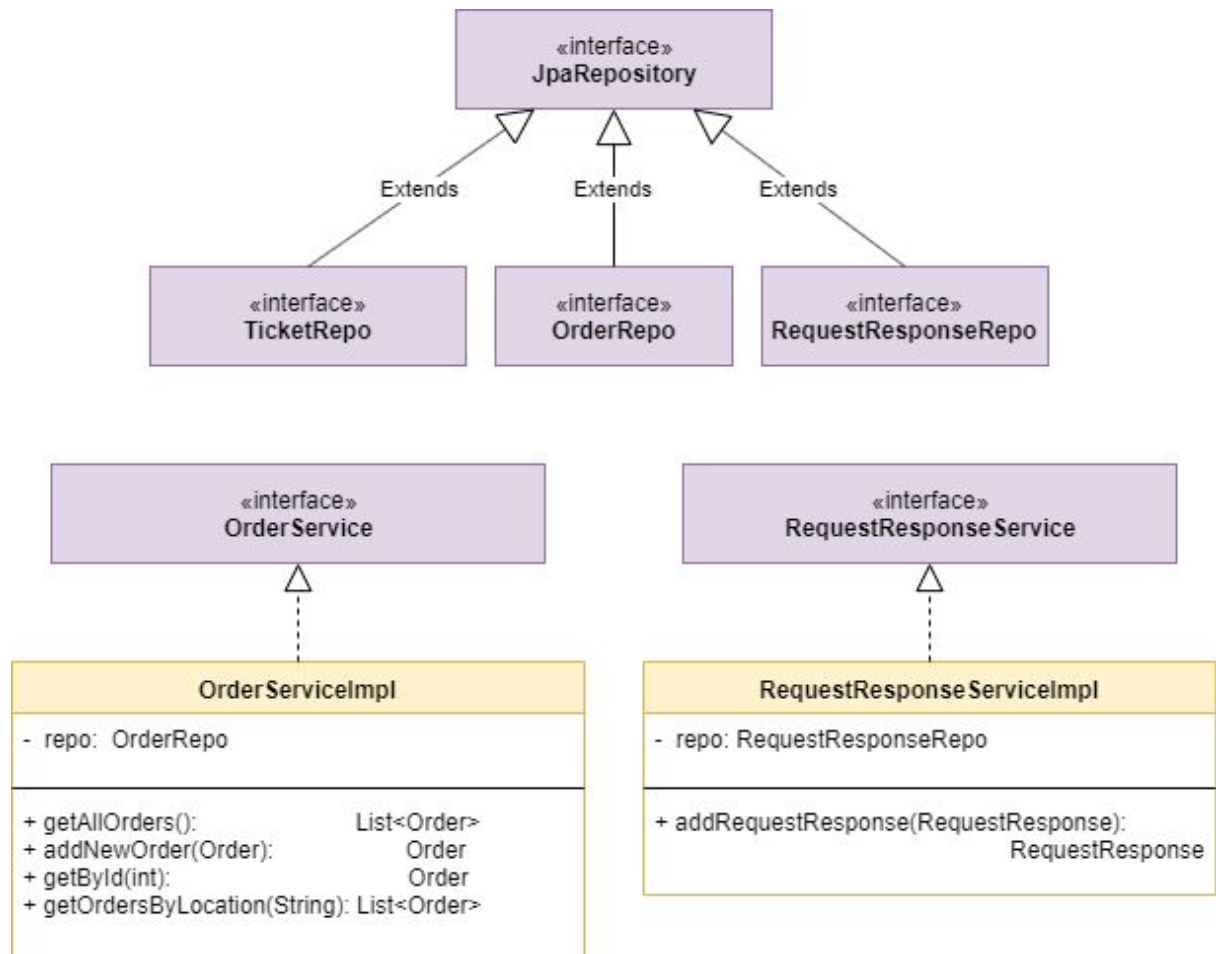 «interface»
JpaRepository
Extends
Extends
Extends
«interface»
TicketRepo
«interface»
OrderRepo
«interface»
RequestResponseRepo
«interface»
OrderService
«interface»
RequestResponseService
OrderServiceImpl
- repo: OrderRepo
+ getAllOrders(): List<Order>
+ addNewOrder(Order): Order
+ getById(int): Order
+ getOrdersByLocation(String): List<Order>
RequestResponseServiceImpl
- repo: RequestResponseRepo
+ addRequestResponse(RequestResponse):
RequestResponse